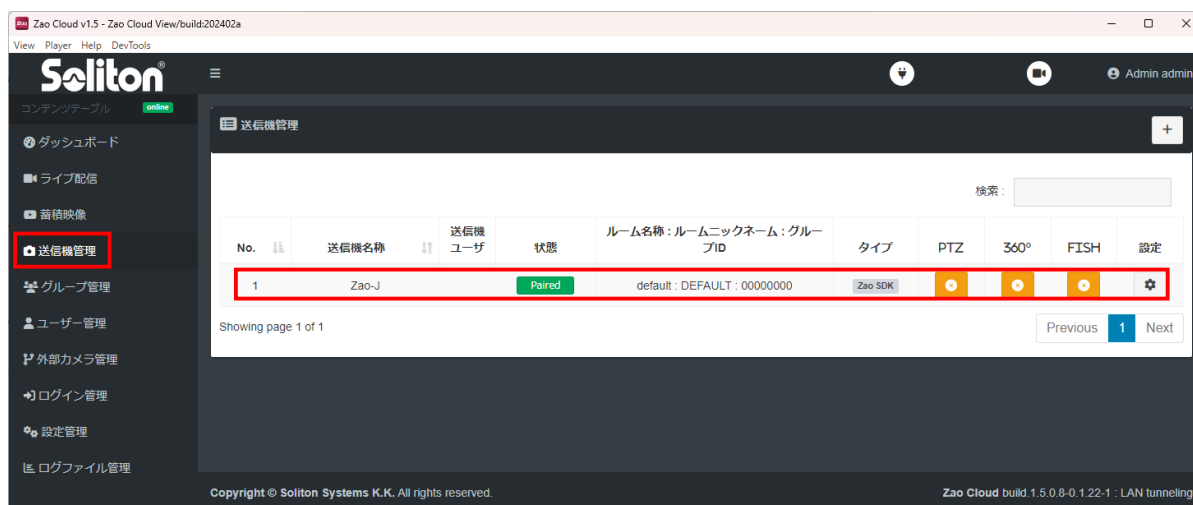 Zao Cloud v1.5 - Zao Cloud View/build:202402a
View Player Help DevTools
Soliton®
Admin admin
コンテンツテーブル online
ダッシュボード
ライブ配信
蓄積映像
送信機管理
グループ管理
ユーザー管理
外部カメラ管理
ログイン管理
設定管理
ログファイル管理
送信機管理
+
検索 :
No. 送信機名称 送信機ユーザ 状態 ルーム名称 : ルームニックネーム : グループID タイプ PTZ 360° FISH 設定
1 Zao-J Paired default : DEFAULT : 00000000 Zao SDK
Showing page 1 of 1
Previous 1 Next
Copyright © Soliton Systems K.K. All rights reserved.
Zao Cloud build.1.5.0.8-0.1.22-1 : LAN tunneling